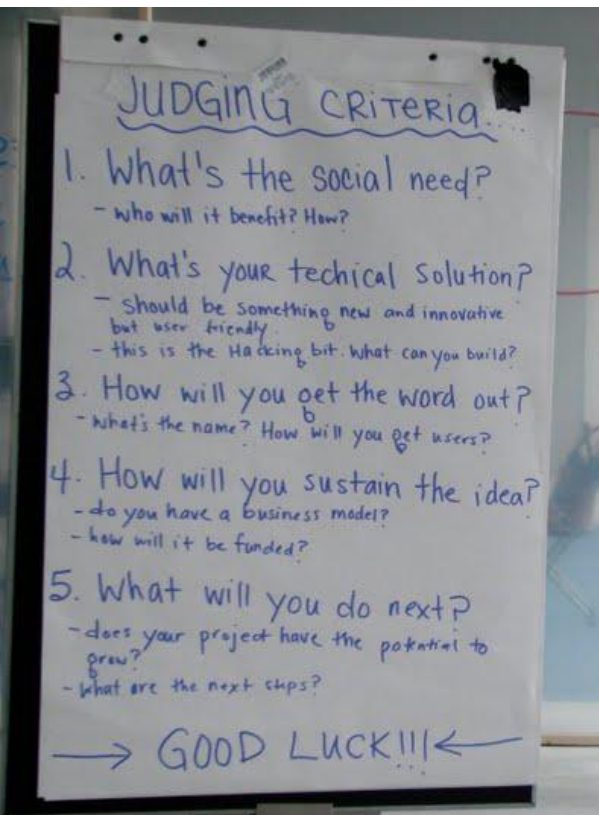 JUDGING CRITERIA....
1. What's the social need?
- who will it benefit? How?
2. What's your techical solution?
- should be something new and innovative
but user friendly.
- this is the Hacking bit. What can you build?
3. How will you get the word out?
- What's the name? How will you get users?
4. How will you sustain the idea?
- do you have a business model?
- how will it be funded?
5. What will you do next?
- does your project have the potential to
grow?
- What are the next steps?
→ GOOD LUCK!!! ←